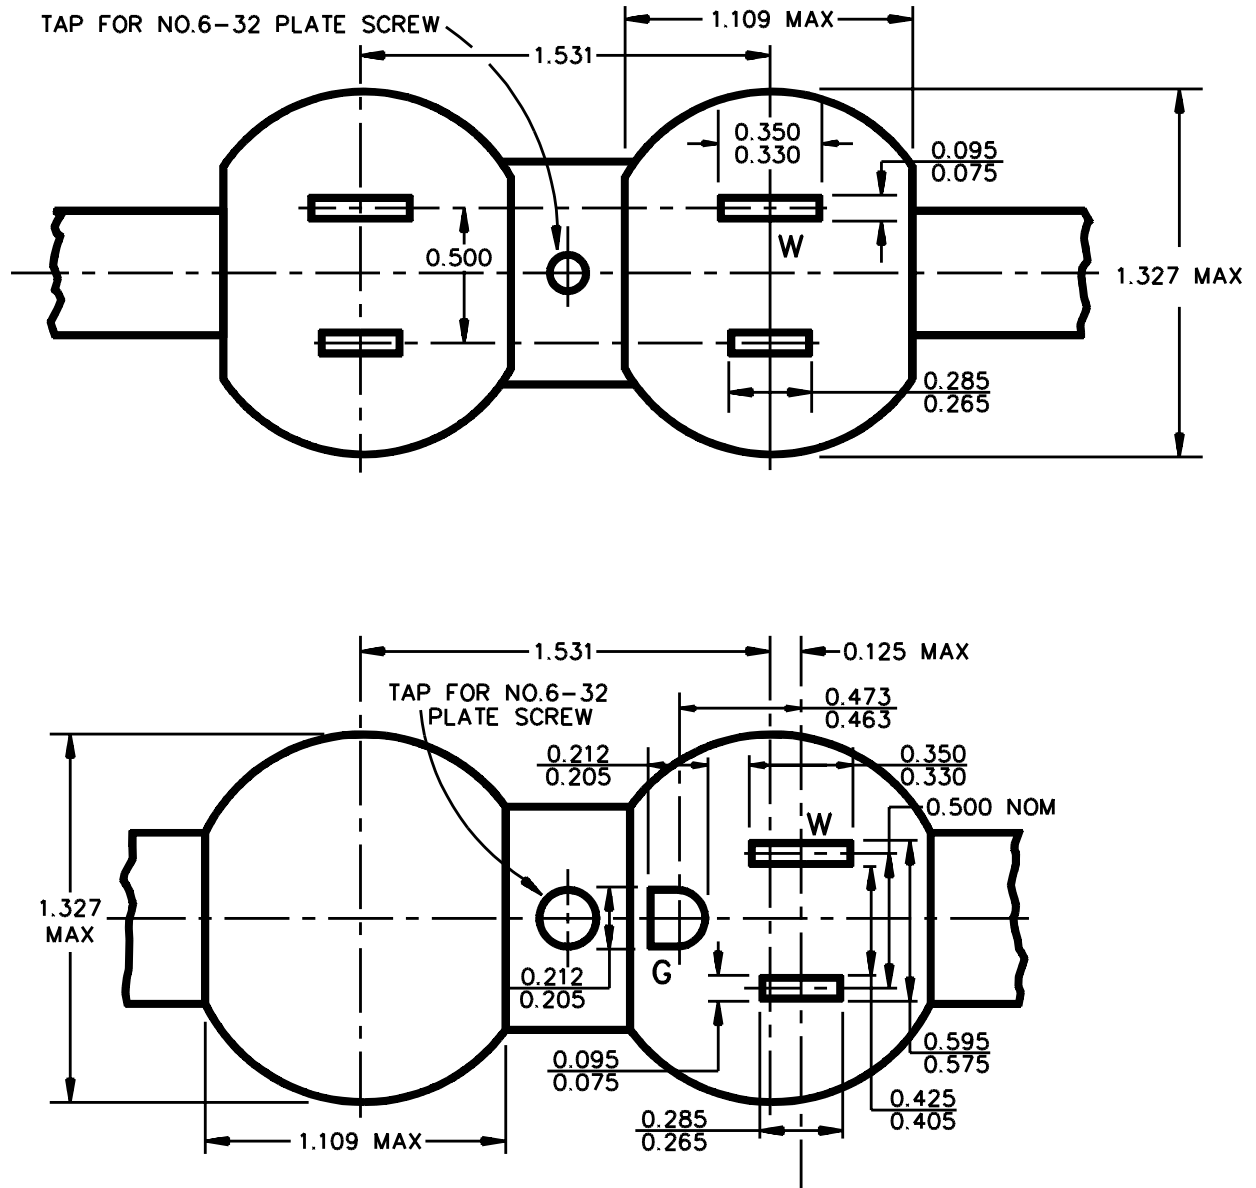 TAP FOR NO.6-32 PLATE SCREW
1.109 MAX
1.531
0.350
0.330
0.095
0.075
W
0.500
1.327 MAX
0.285
0.265
1.531
0.125 MAX
TAP FOR NO.6-32
PLATE SCREW
0.473
0.463
0.212
0.205
0.350
0.330
0.500 NOM
W
1.327
MAX
G
0.212
0.205
0.095
0.075
0.595
0.575
0.425
0.405
0.285
0.265
1.109 MAX